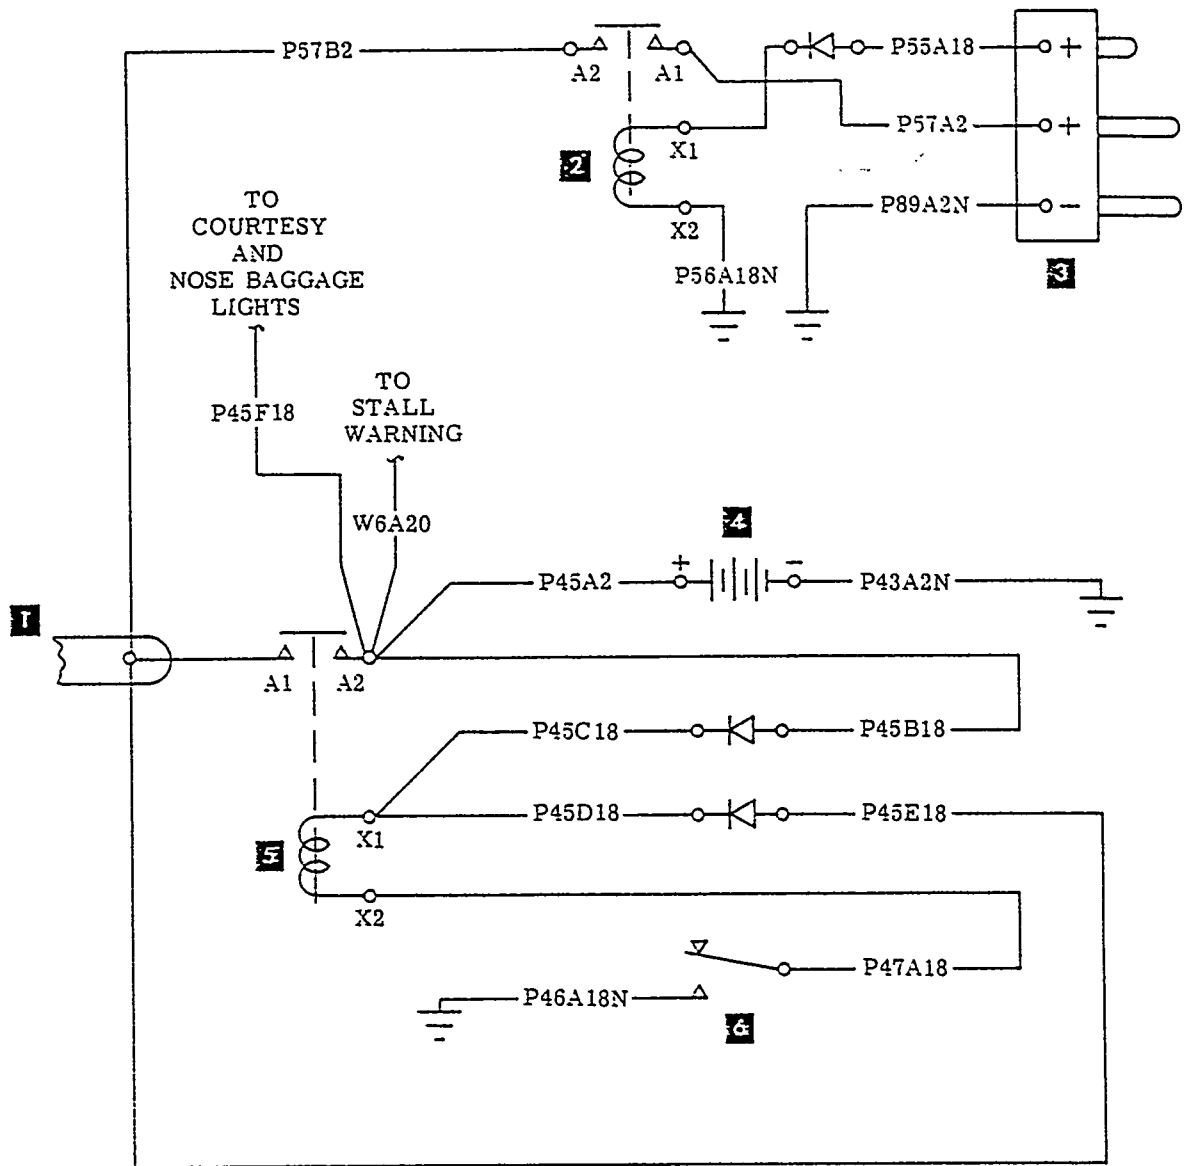 P57B2
A2
A1
P55A18
+
P57A2
+
X1
2
P89A2N
−
X2
3
P56A18N
TO
COURTESY
AND
NOSE BAGGAGE
LIGHTS
P45F18
TO
STALL
WARNING
W6A20
4
+
−
P45A2
P43A2N
1
A1
A2
P45C18
P45B18
P45D18
P45E18
X1
5
X2
P47A18
P46A18N
6